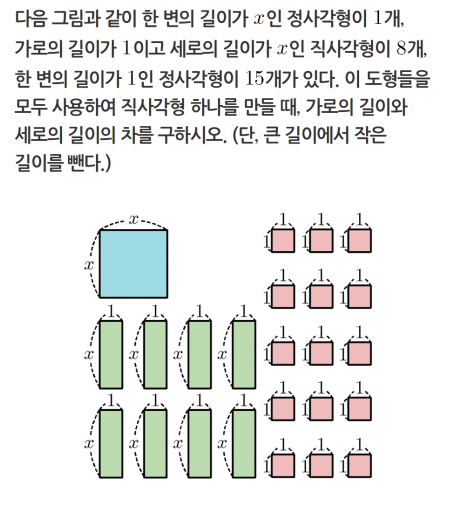 다음 그림과 같이 한 변의 길이가 x인 정사각형이 1개,
가로의 길이가 1이고 세로의 길이가 x인 직사각형이 8개,
한 변의 길이가 1인 정사각형이 15개가 있다. 이 도형들을
모두 사용하여 직사각형 하나를 만들 때, 가로의 길이와
세로의 길이의 차를 구하시오. (단, 큰 길이에서 작은
길이를 뺀다.)
x 1 1 1
x 1 1 1
1 1 1
1 1 1
1 1 1 1
x x x x
1 1 1
1 1 1
1 1 1 1
x x x x
1 1 1
1 1 1
1 1 1
1 1 1